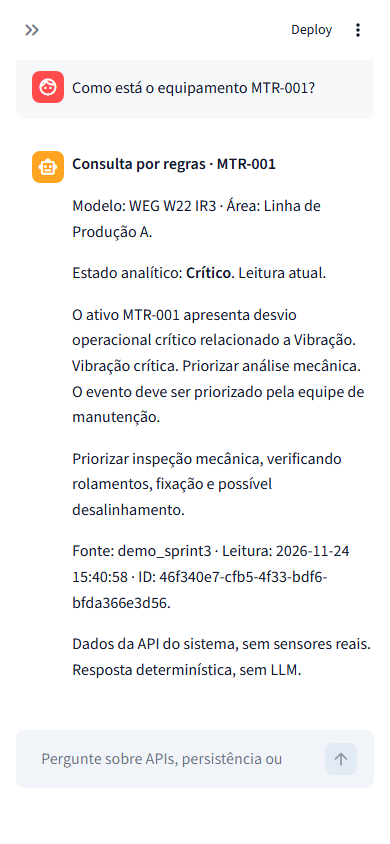 Deploy
Como está o equipamento MTR-001?
Consulta por regras · MTR-001
Modelo: WEG W22 IR3 · Área: Linha de
Produção A.
Estado analítico: Crítico. Leitura atual.
O ativo MTR-001 apresenta desvio
operacional crítico relacionado a Vibração.
Vibração crítica. Priorizar análise mecânica.
O evento deve ser priorizado pela equipe de
manutenção.
Priorizar inspeção mecânica, verificando
rolamentos, fixação e possível
desalinhamento.
Fonte: demo_sprint3 · Leitura: 2026-11-24
15:40:58 · ID: 46f340e7-cfb5-4f33-bdf6-
bfda366e3d56.
Dados da API do sistema, sem sensores reais.
Resposta determinística, sem LLM.
Pergunte sobre APIs, persistência ou